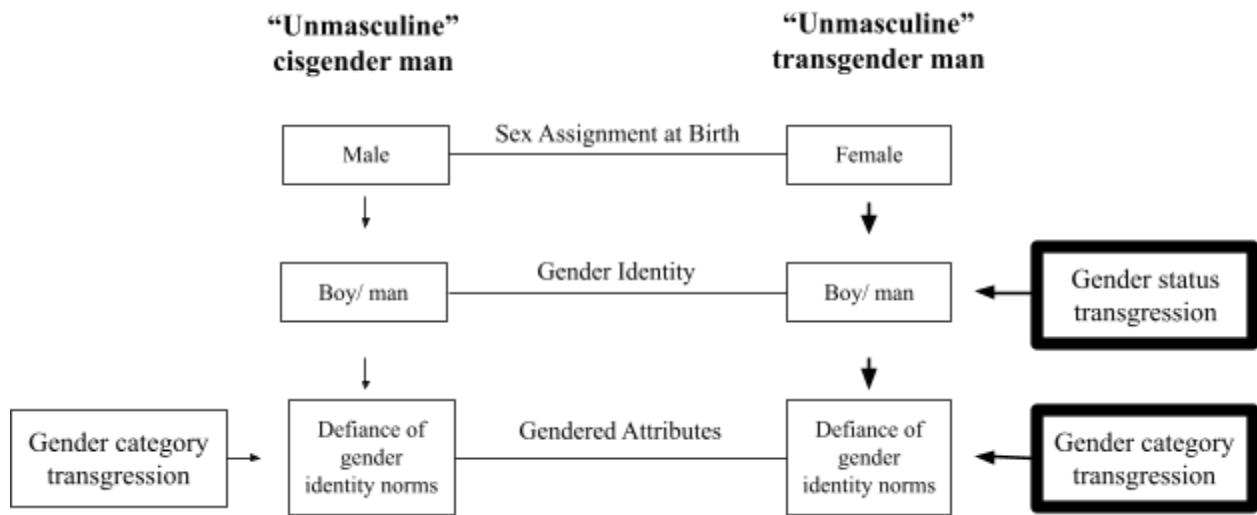 “Unmasculine”
cisgender man
“Unmasculine”
transgender man
Male
Sex Assignment at Birth
Female
Boy/ man
Gender Identity
Boy/ man
Gender status
transgression
Gender category
transgression
Defiance of
gender
identity norms
Gendered Attributes
Defiance of
gender
identity norms
Gender category
transgression